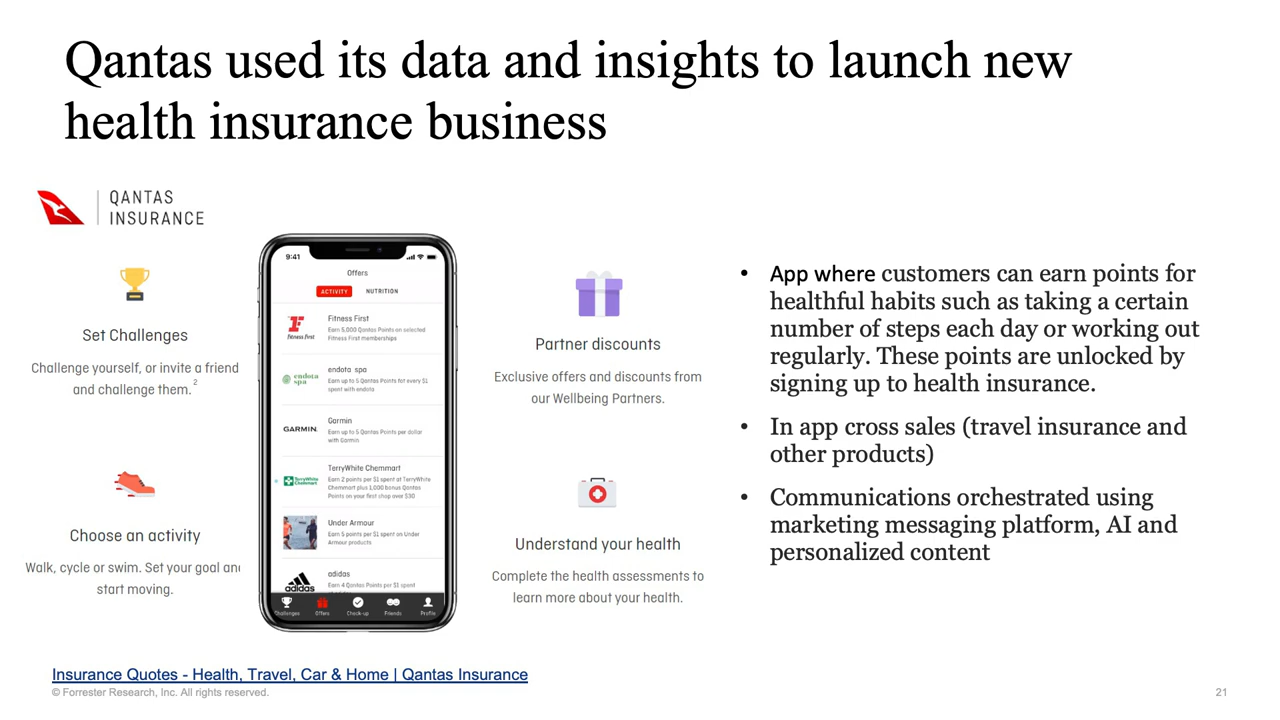 Qantas used its data and insights to launch new
health insurance business
QANTAS
INSURANCE
Set Challenges
Challenge yourself, or invite a friend
and challenge them.2
Choose an activity
Walk, cycle or swim. Set your goal and
start moving.
9:41
Offers
ACTIVITY NUTRITION
Fitness First
Earn 5,000 Qantas Points on selected
Fitness First memberships
fitness first
endota spa
Earn up to 5 Qantas Points for every $1
spent with endota
endota
spa
Garmin
Earn up to 5 Qantas Points per dollar
with Garmin
GARMIN.
TerryWhite Chemmart
Earn 2 points per $1 spent at TerryWhite
Chemmart plus 1,000 bonus Qantas
Points on your first shop over $30
TerryWhite
Chemmart
Under Armour
Earn 5 points per $1 spent on Under
Armour products
adidas
Earn 4 Qantas Points per $1 spent
adidas
Challenges Offers Check-up Friends Profile
Partner discounts
Exclusive offers and discounts from
our Wellbeing Partners.
Understand your health
Complete the health assessments to
learn more about your health.
• App where customers can earn points for
healthful habits such as taking a certain
number of steps each day or working out
regularly. These points are unlocked by
signing up to health insurance.
• In app cross sales (travel insurance and
other products)
• Communications orchestrated using
marketing messaging platform, AI and
personalized content
Insurance Quotes - Health, Travel, Car & Home | Qantas Insurance
© Forrester Research, Inc. All rights reserved.
21